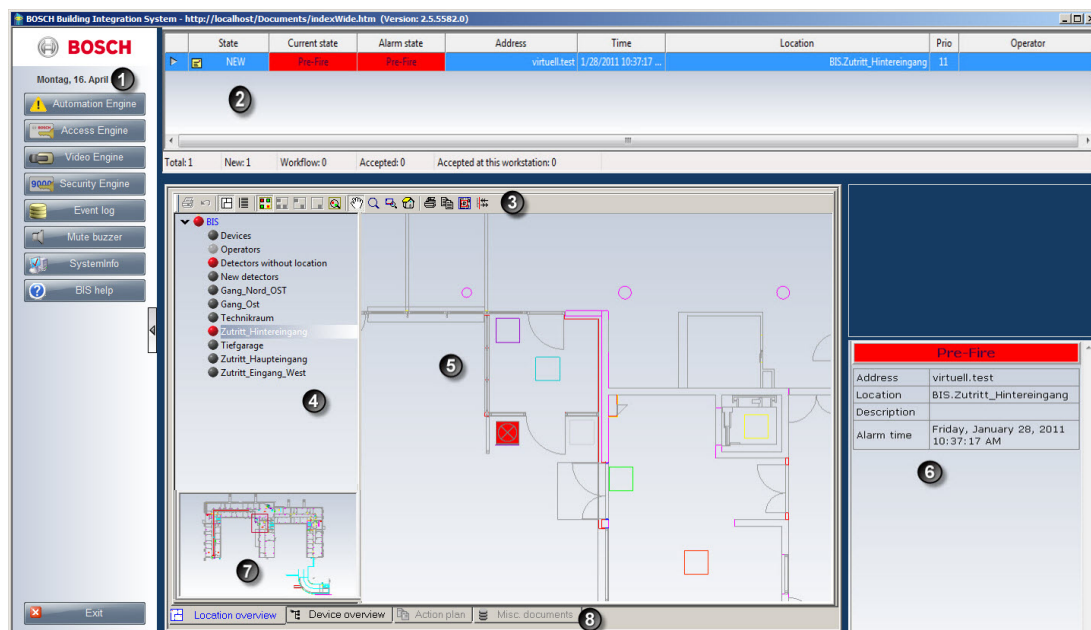 BOSCH Building Integration System - http://localhost/Documents/indexWide.htm (Version: 2.5.5582.0)
BOSCH
Montag, 16. April
1
Automation Engine
Access Engine
Video Engine
9000 Security Engine
Event log
Mute buzzer
SystemInfo
BIS help
Exit
State Current state Alarm state Address Time Location Prio Operator
NEW Pre-Fire Pre-Fire virtuell.test 1/28/2011 10:37:17 ... BIS.Zutritt_Hintereingang 11
2
Total: 1 New: 1 Workflow: 0 Accepted: 0 Accepted at this workstation: 0
3
BIS
Devices
Operators
Detectors without location
New detectors
Gang_Nord_OST
Gang_Ost
Technikraum
Zutritt_Hintereingang
Tiefgarage
Zutritt_Haupteingang
Zutritt_Eingang_West
4
5
7
Location overview Device overview Action plan Misc. documents
8
Pre-Fire
Address virtuell.test
Location BIS.Zutritt_Hintereingang
Description
Alarm time Friday, January 28, 2011
10:37:17 AM
6